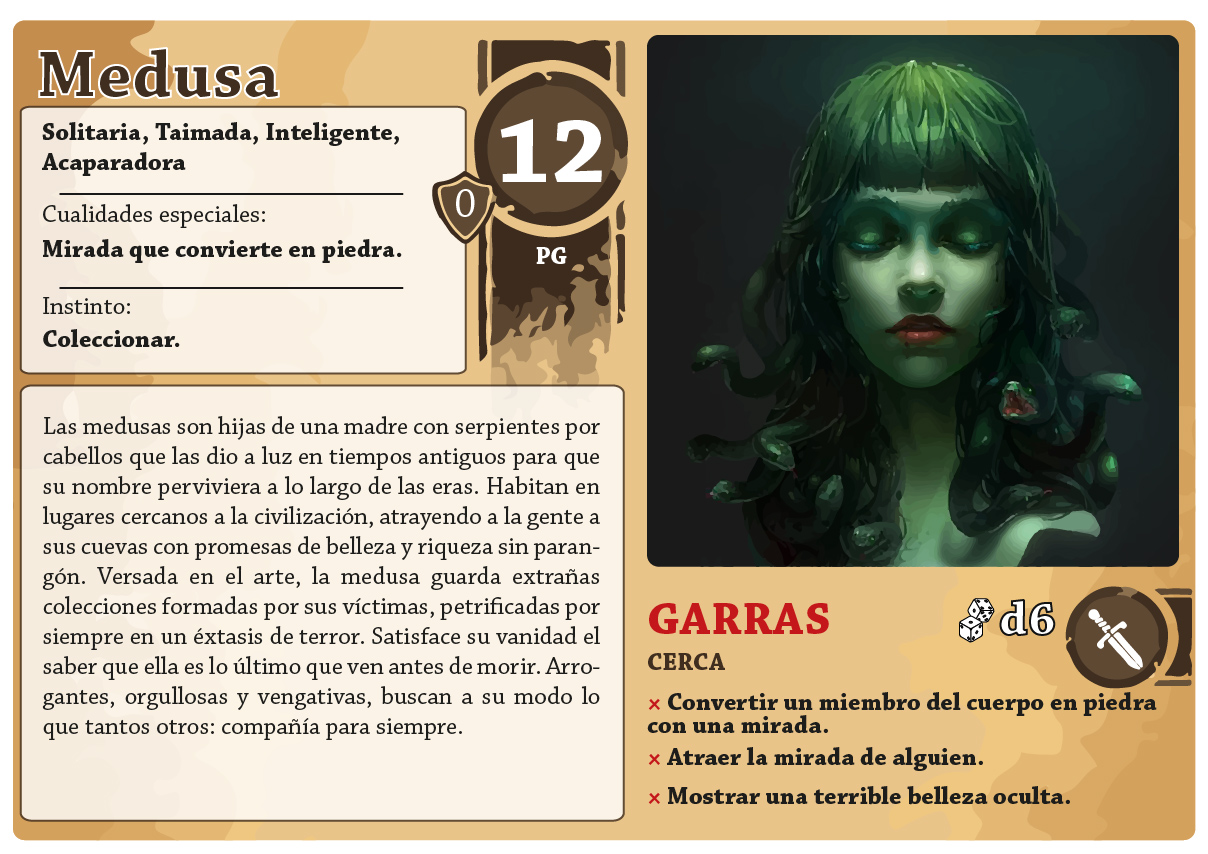 Medusa
Solitaria, Taimada, Inteligente,
Acaparadora
Cualidades especiales:
Mirada que convierte en piedra.
Instinto:
Coleccionar.
12
0
PG
Las medusas son hijas de una madre con serpientes por
cabellos que las dio a luz en tiempos antiguos para que
su nombre perviviera a lo largo de las eras. Habitan en
lugares cercanos a la civilización, atrayendo a la gente a
sus cuevas con promesas de belleza y riqueza sin paran-
gón. Versada en el arte, la medusa guarda extrañas
colecciones formadas por sus víctimas, petrificadas por
siempre en un éxtasis de terror. Satisface su vanidad el
saber que ella es lo último que ven antes de morir. Arro-
gantes, orgullosas y vengativas, buscan a su modo lo
que tantos otros: compañía para siempre.
GARRAS
d6
CERCA
× Convertir un miembro del cuerpo en piedra
con una mirada.
× Atraer la mirada de alguien.
× Mostrar una terrible belleza oculta.